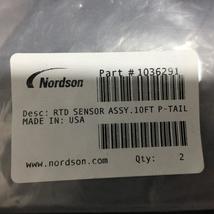 Nordson
Part # 1036291
Desc: RTD SENSOR ASSY.10FT P-TAIL
MADE IN: USA
www.nordson.com
Qty: 2